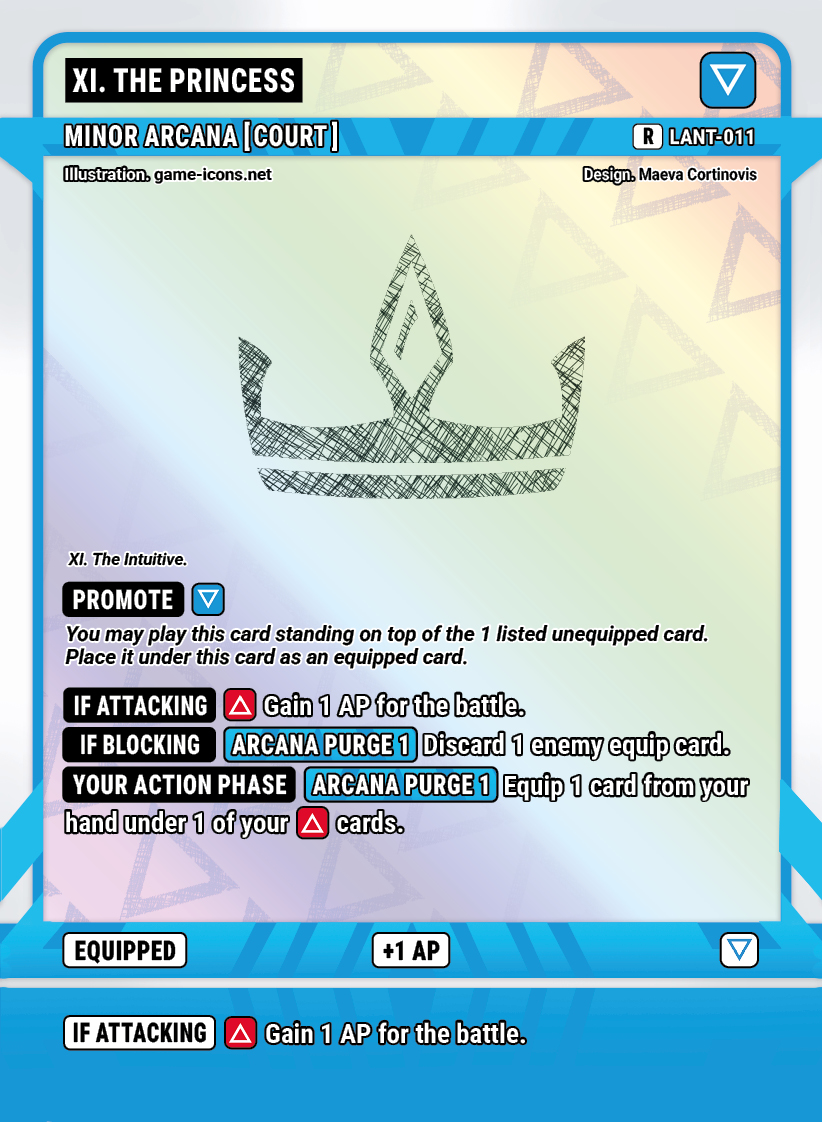 XI. THE PRINCESS
MINOR ARCANA [COURT]
R LANT-011
Illustration. game-icons.net
Design. Maeva Cortinovis
XI. The Intuitive.
PROMOTE
You may play this card standing on top of the 1 listed unequipped card.
Place it under this card as an equipped card.
IF ATTACKING Gain 1 AP for the battle.
IF BLOCKING ARCANA PURGE 1 Discard 1 enemy equip card.
YOUR ACTION PHASE ARCANA PURGE 1 Equip 1 card from your
hand under 1 of your cards.
EQUIPPED
+1 AP
IF ATTACKING Gain 1 AP for the battle.